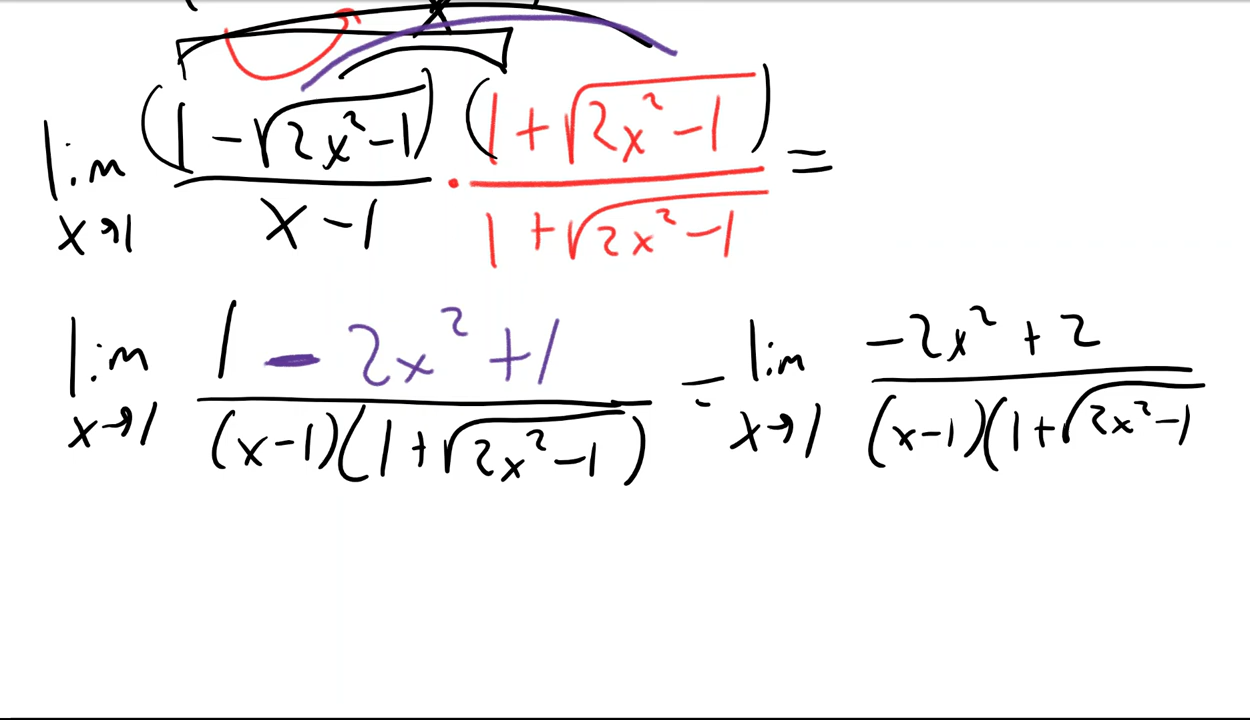 x
lim x→1 (1 - √(2x² - 1)) / (x - 1) · (1 + √(2x² - 1)) / (1 + √(2x² - 1)) =
lim x→1 (1 - 2x² + 1) / ((x-1)(1 + √(2x² - 1))) = lim x→1 (-2x² + 2) / ((x-1)(1 + √(2x² - 1))